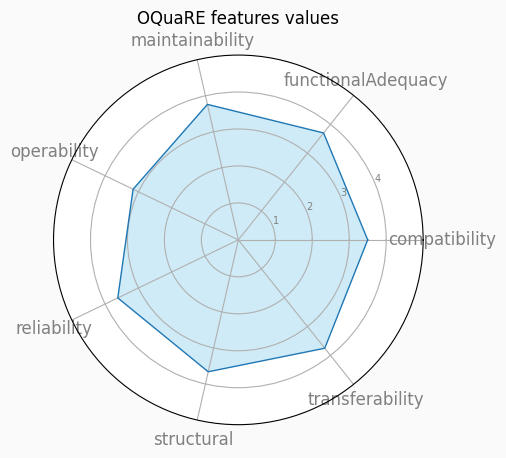 OQuaRE features values
maintainability
functionalAdequacy
operability
4
3
2
1
compatibility
reliability
transferability
structural